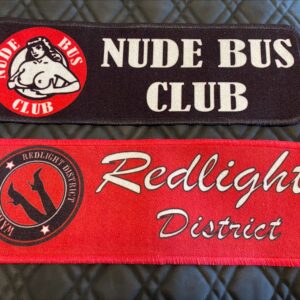 NUDE BUS
CLUB
NUDE BUS
CLUB
REDLIGHT DISTRICT
Redlight
District